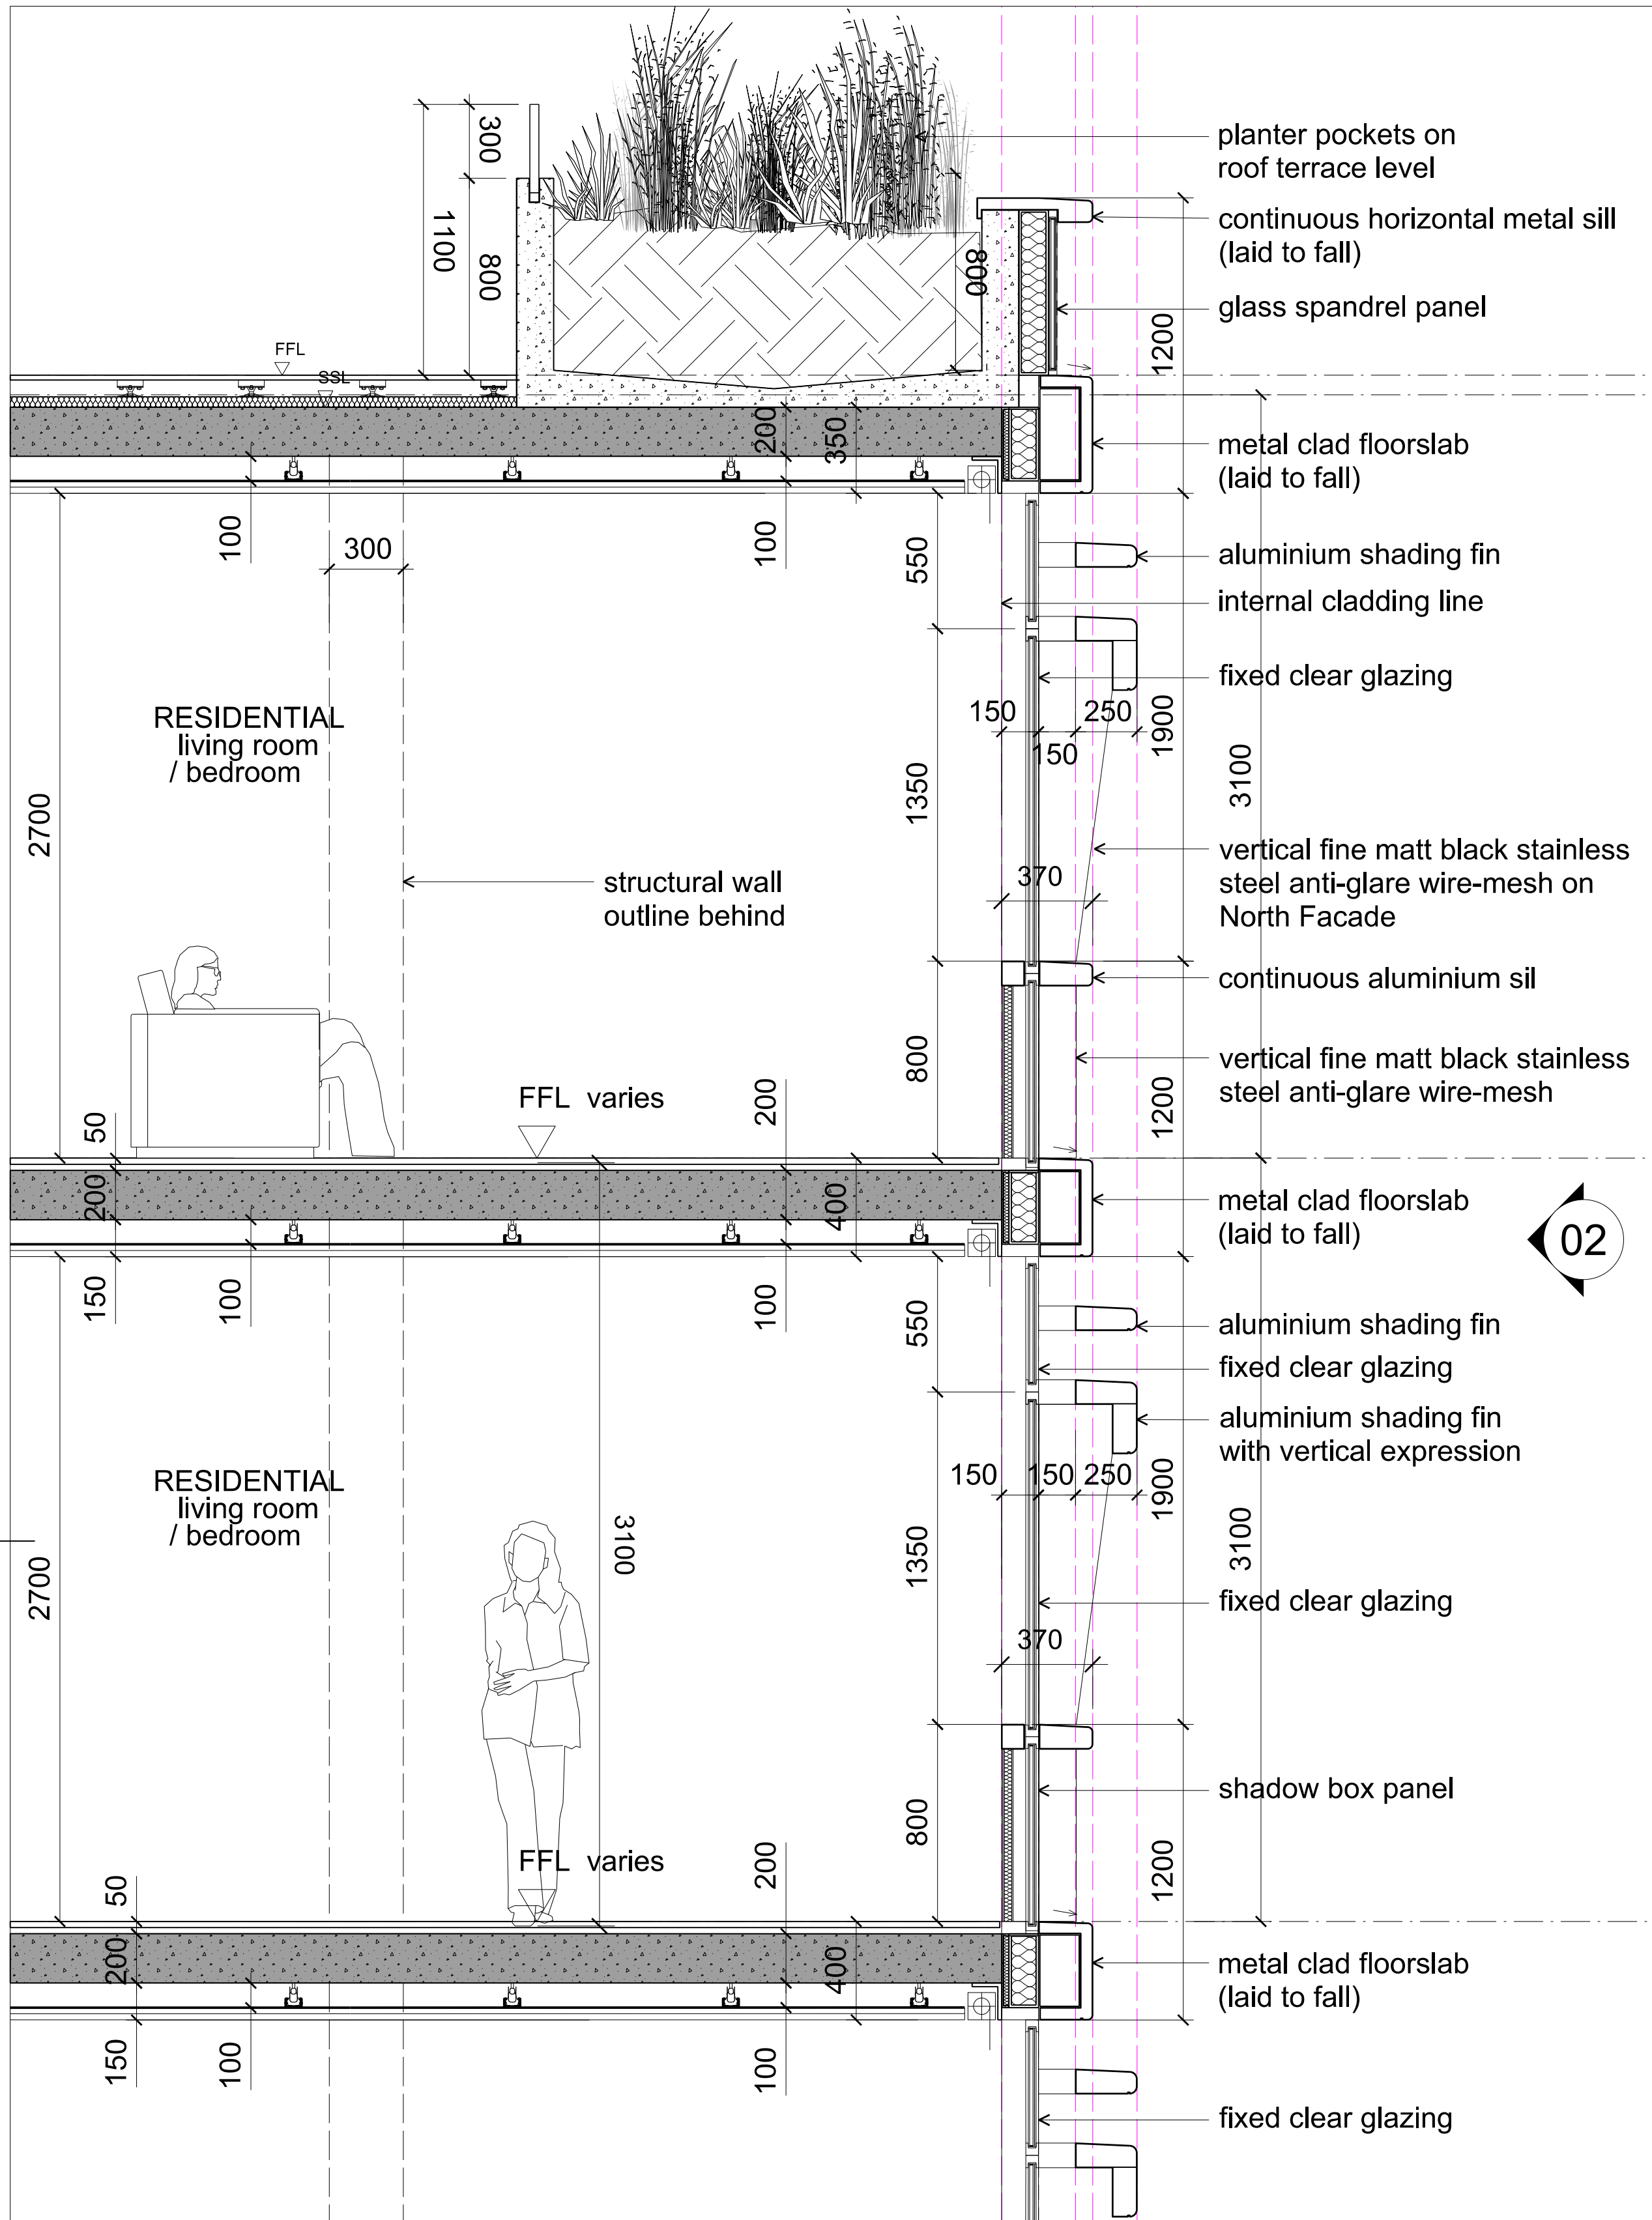 planter pockets on
roof terrace level
300
1100
800
800
continuous horizontal metal sill
(laid to fall)
glass spandrel panel
1200
FFL
SSL
200
350
metal clad floorslab
(laid to fall)
100
300
100
550
aluminium shading fin
internal cladding line
fixed clear glazing
RESIDENTIAL
living room
/ bedroom
150
250
150
1900
3100
2700
1350
vertical fine matt black stainless
steel anti-glare wire-mesh on
North Facade
370
structural wall
outline behind
continuous aluminium sil
800
vertical fine matt black stainless
steel anti-glare wire-mesh
1200
FFL varies
50
200
200
400
metal clad floorslab
(laid to fall)
02
150
100
100
550
aluminium shading fin
fixed clear glazing
aluminium shading fin
with vertical expression
RESIDENTIAL
living room
/ bedroom
150
150
250
1900
3100
3100
2700
1350
fixed clear glazing
370
shadow box panel
800
1200
FFL varies
50
200
200
400
metal clad floorslab
(laid to fall)
150
100
100
fixed clear glazing